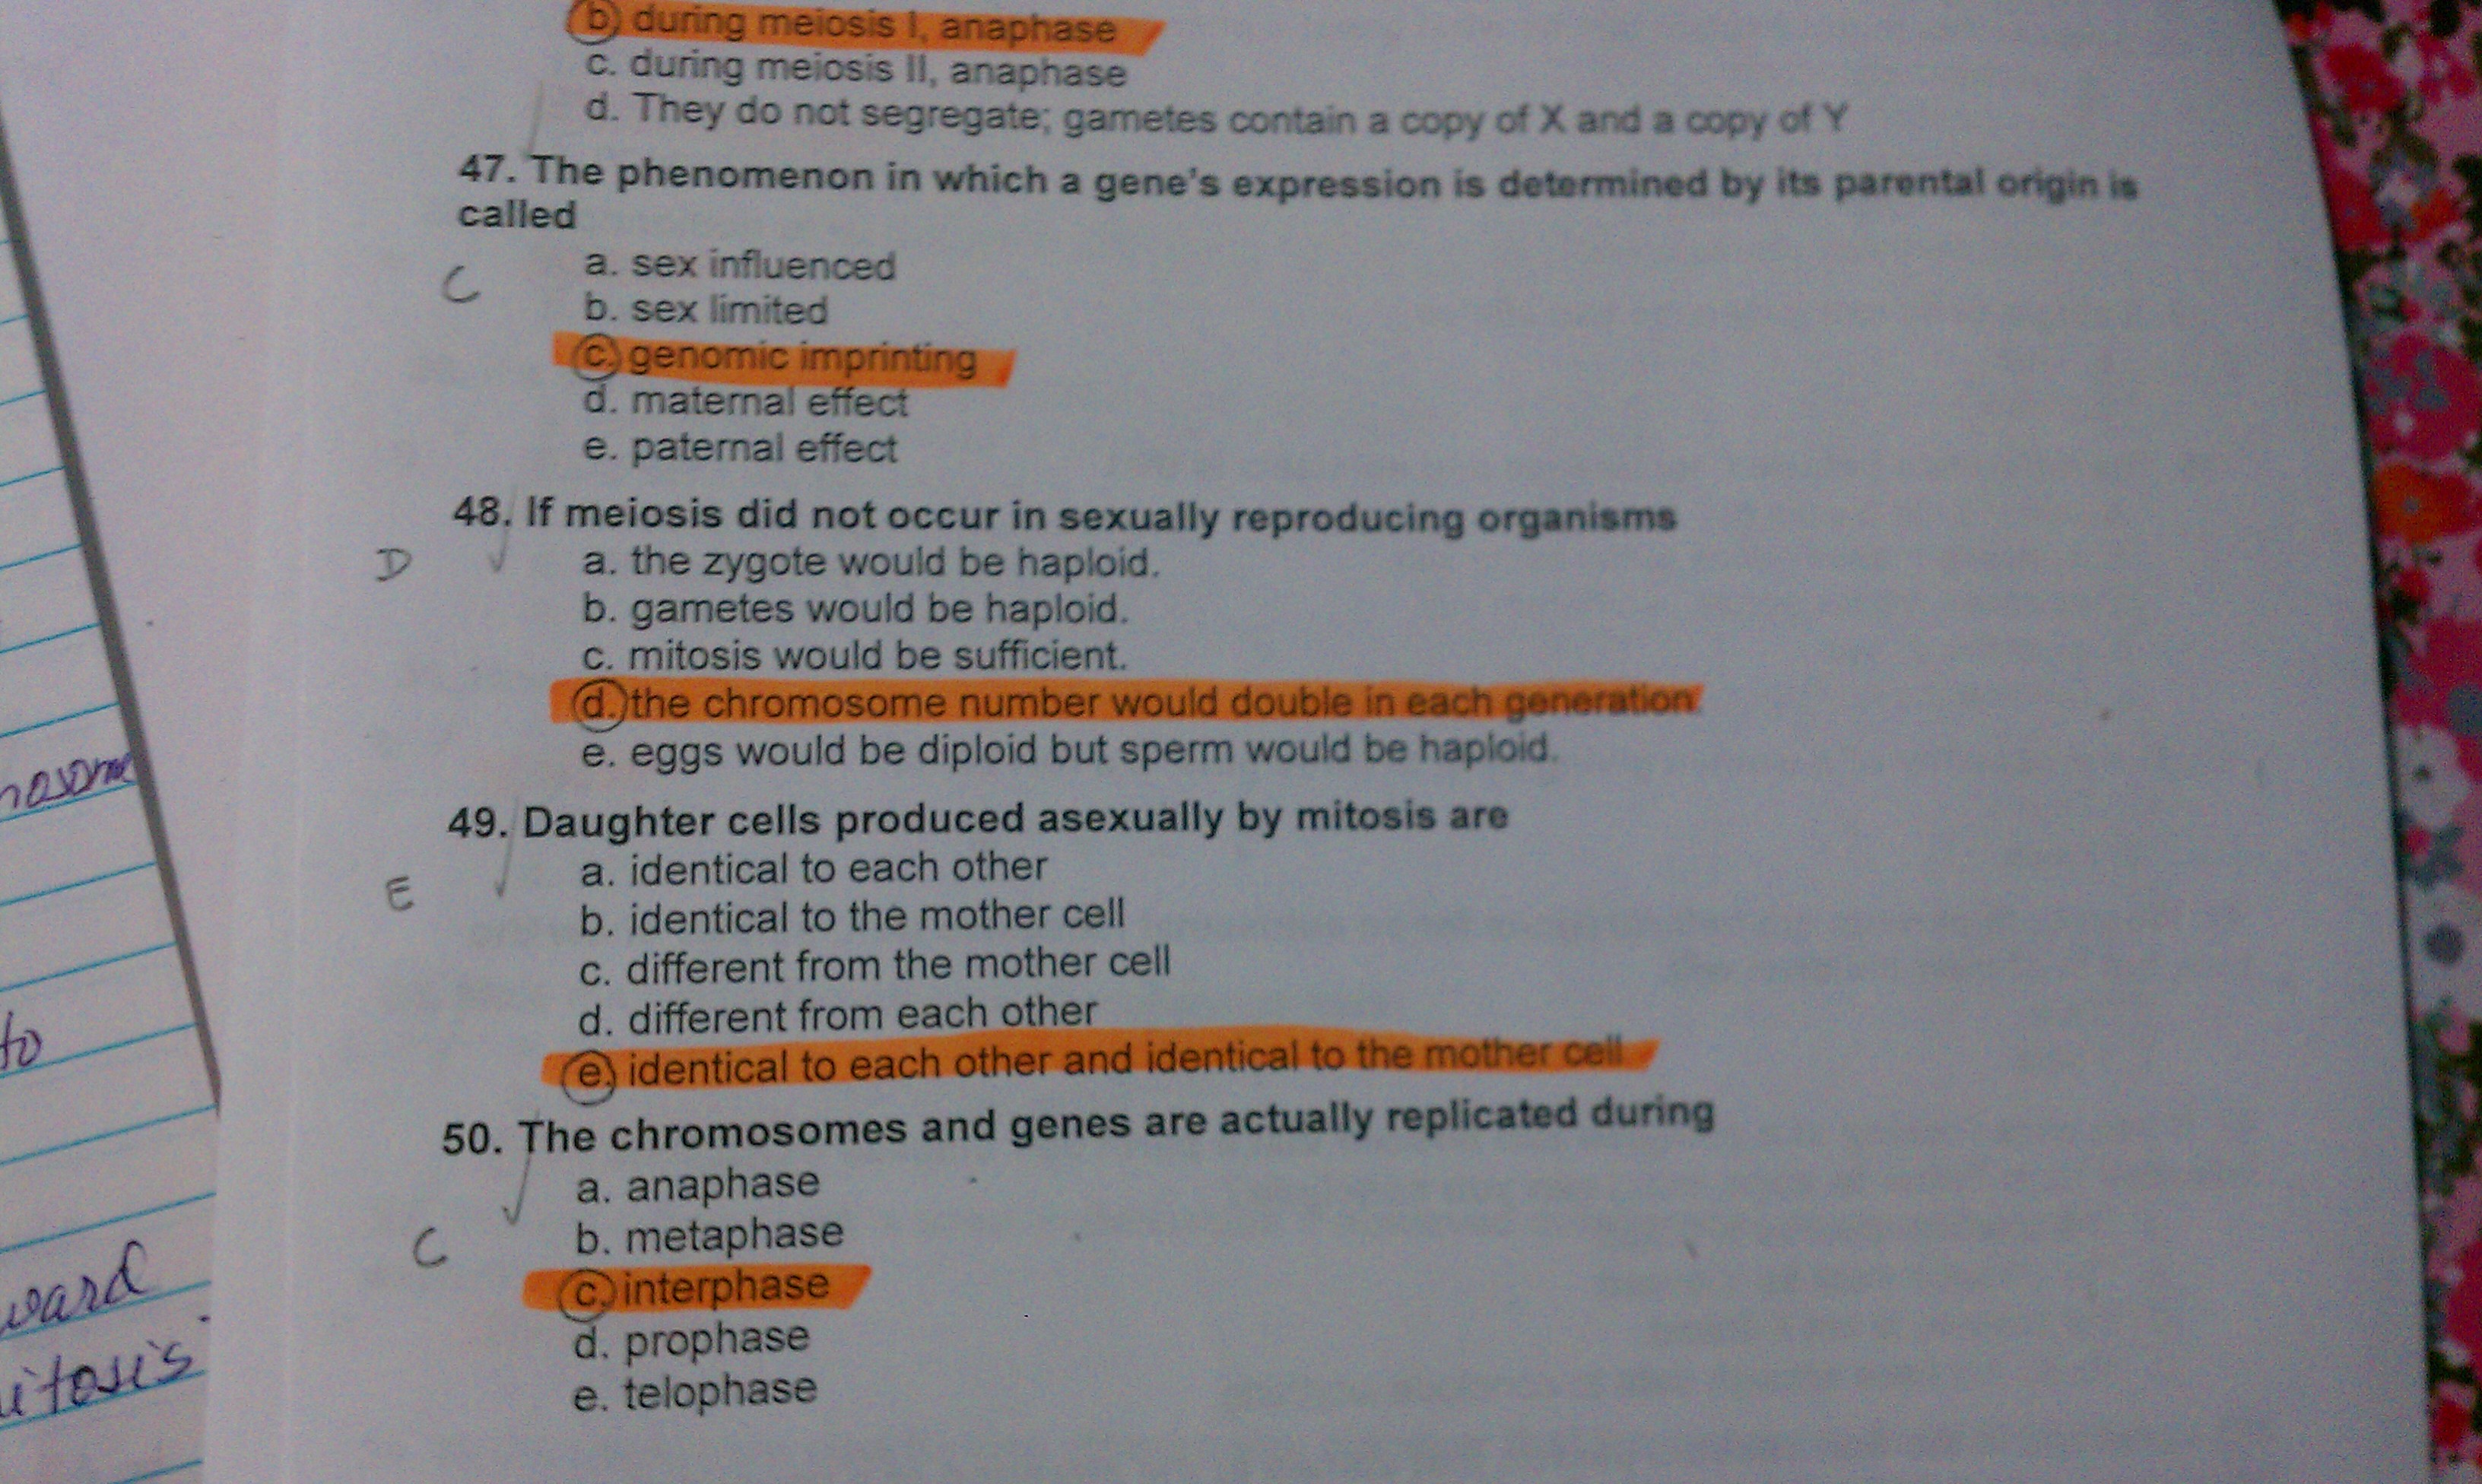 b. during meiosis I, anaphase
c. during meiosis II, anaphase
d. They do not segregate; gametes contain a copy of X and a copy of Y
47. The phenomenon in which a gene's expression is determined by its parental origin is
called
C
a. sex influenced
b. sex limited
c. genomic imprinting
d. maternal effect
e. paternal effect
48. If meiosis did not occur in sexually reproducing organisms
D
a. the zygote would be haploid.
b. gametes would be haploid.
c. mitosis would be sufficient.
d. the chromosome number would double in each generation.
e. eggs would be diploid but sperm would be haploid.
49. Daughter cells produced asexually by mitosis are
E
a. identical to each other
b. identical to the mother cell
c. different from the mother cell
d. different from each other
e. identical to each other and identical to the mother cell
50. The chromosomes and genes are actually replicated during
a. anaphase
b. metaphase
C
c. interphase
d. prophase
e. telophase
to